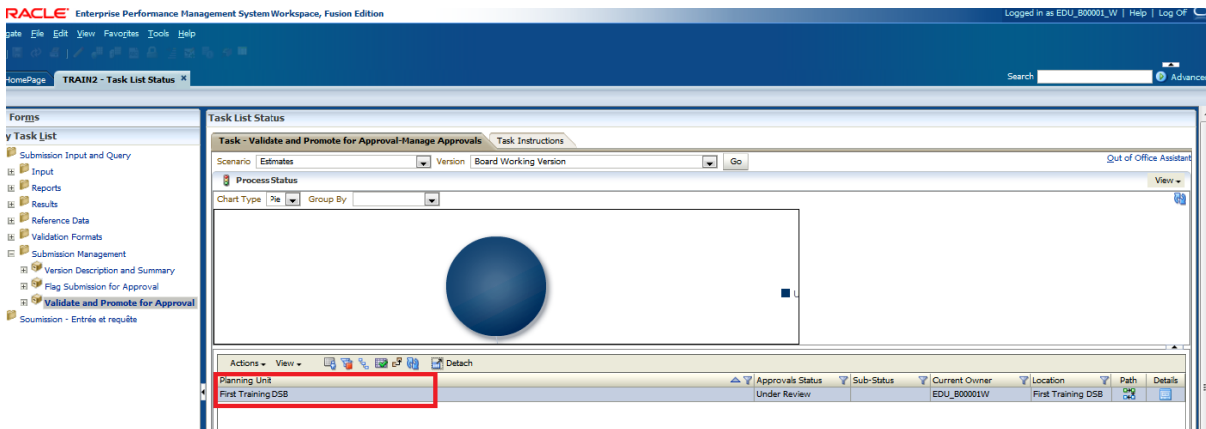 ORACLE Enterprise Performance Management System Workspace, Fusion Edition
Logged in as EDU_B00001_W | Help | Log Off
gate File Edit View Favorites Tools Help
HomePage TRAIN2 - Task List Status × Search Advance
Forms
y Task List
Submission Input and Query
Input
Reports
Results
Reference Data
Validation Formats
Submission Management
Version Description and Summary
Flag Submission for Approval
Validate and Promote for Approval
Soumission - Entrée et requête
Task List Status
Task - Validate and Promote for Approval-Manage Approvals Task Instructions
Scenario Estimates Version Board Working Version Go Out of Office Assistant
Process Status View
Chart Type Pie Group By
Actions View Detach
Planning Unit Approvals Status Sub-Status Current Owner Location Path Details
First Training DSB Under Review EDU_B00001W First Training DSB